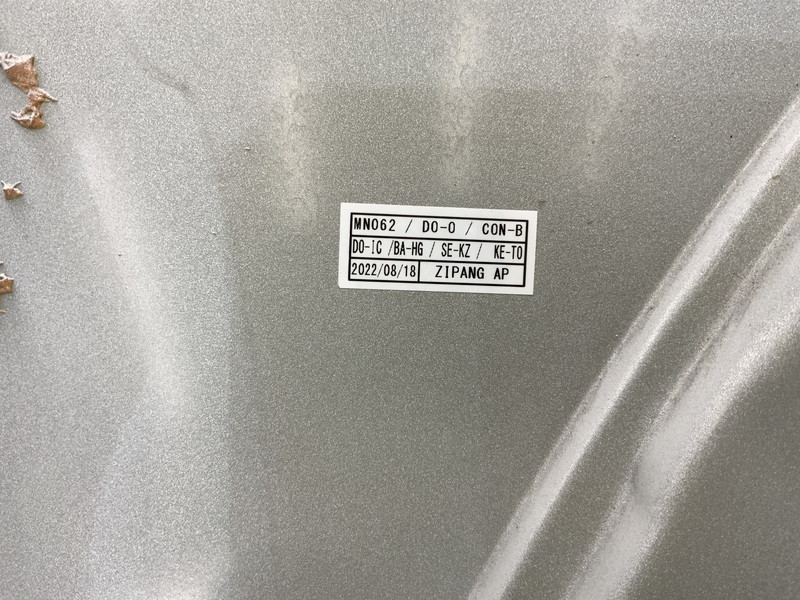 MN062 / DO-O / CON-B
DO-IC /BA-HG / SE-KZ / KE-TO
2022/08/18 ZIPANG AP